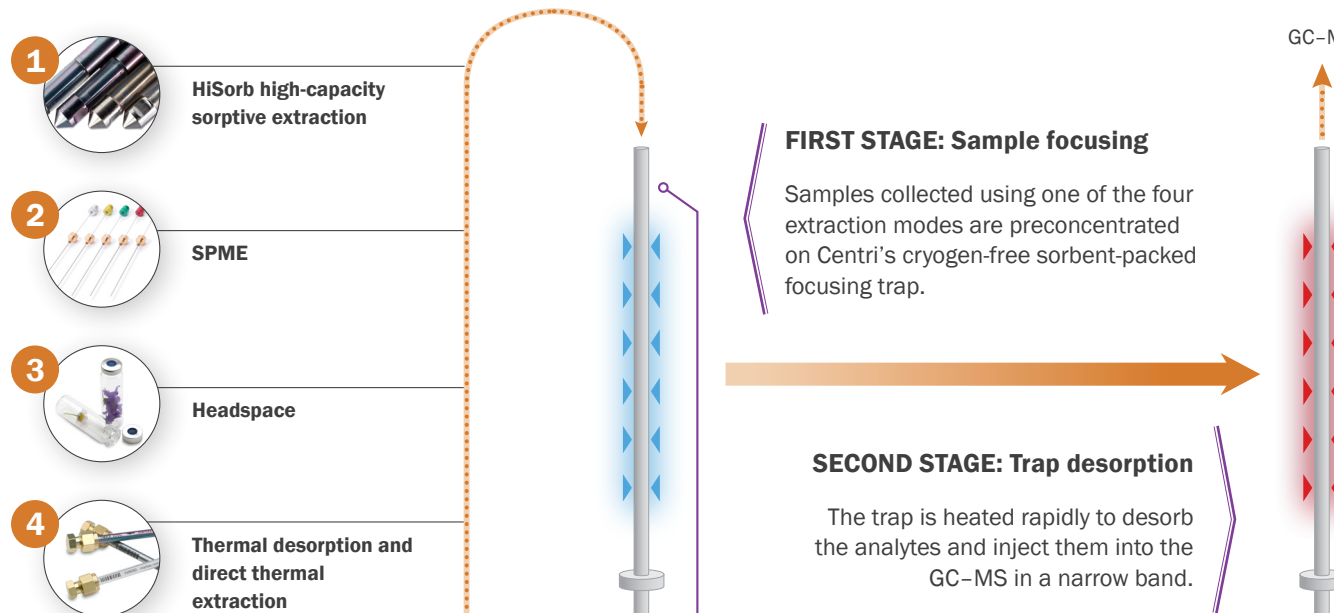 1
HiSorb high-capacity
sorptive extraction
2
SPME
3
Headspace
4
Thermal desorption and
direct thermal
extraction
FIRST STAGE: Sample focusing
Samples collected using one of the four
extraction modes are preconcentrated
on Centri's cryogen-free sorbent-packed
focusing trap.
SECOND STAGE: Trap desorption
The trap is heated rapidly to desorb
the analytes and inject them into the
GC–MS in a narrow band.
GC–M